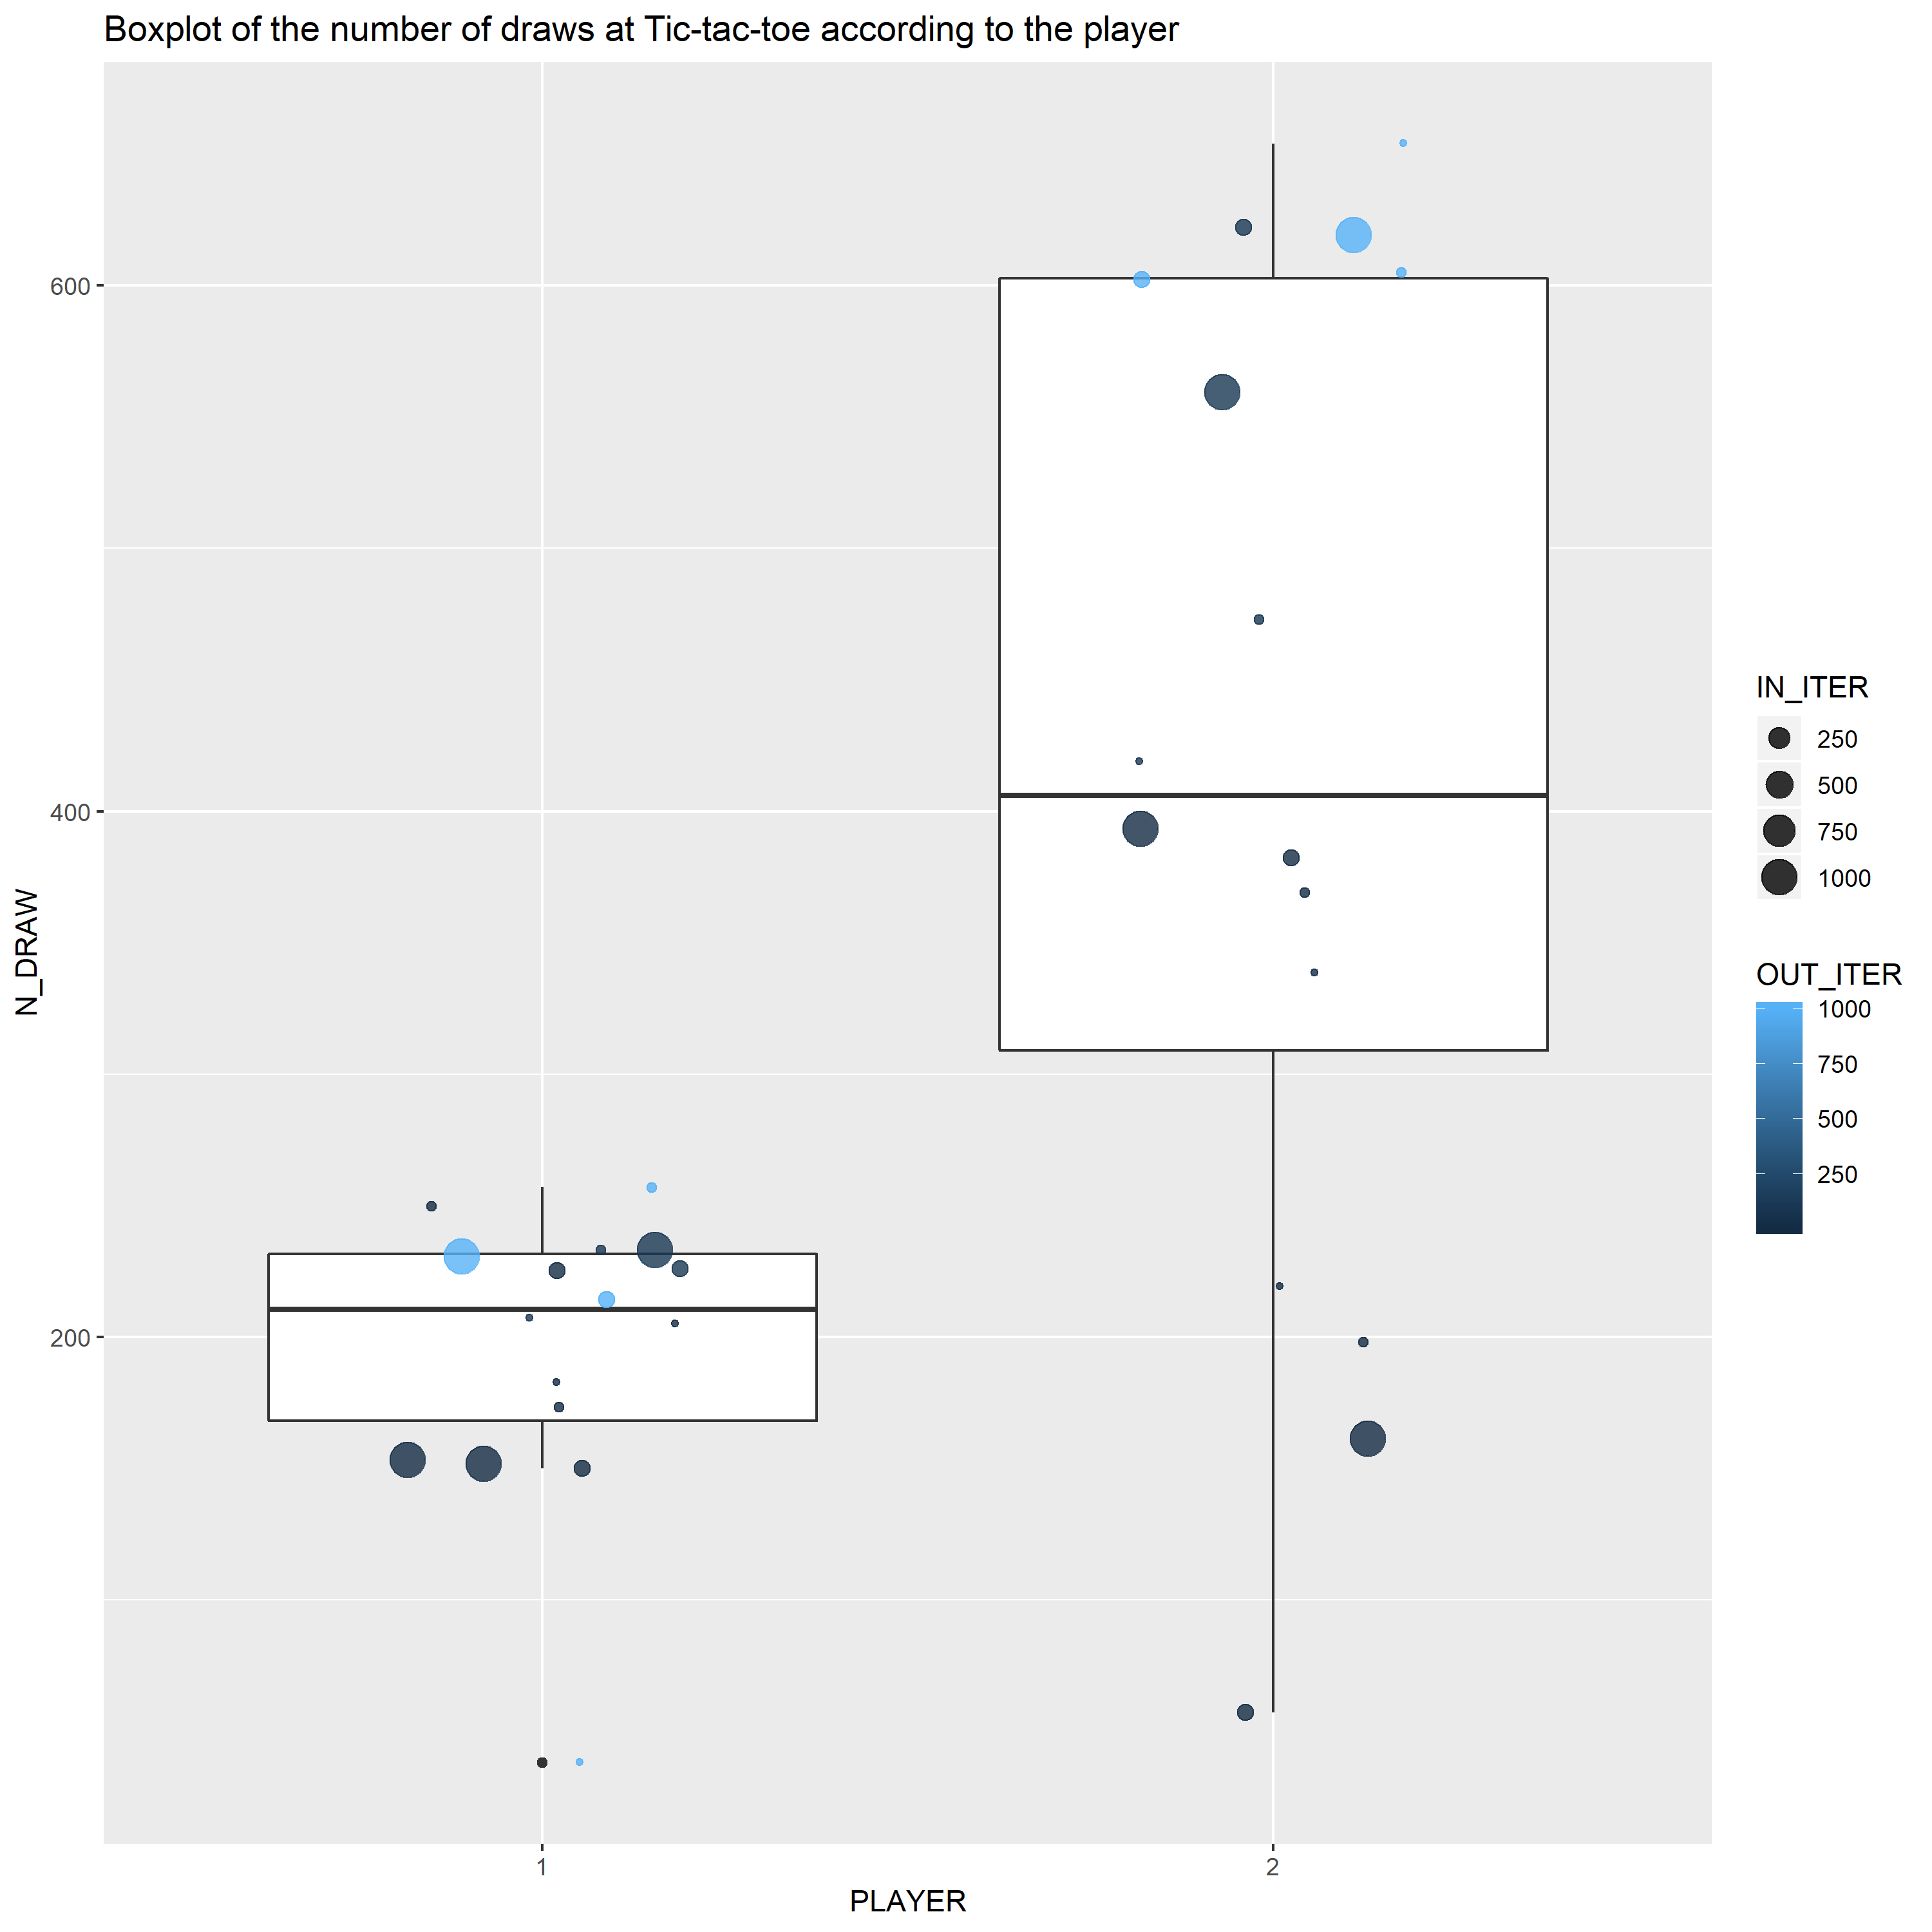 Boxplot of the number of draws at Tic-tac-toe according to the player
N_DRAW
600
400
200
1
2
PLAYER
IN_ITER
250
500
750
1000
OUT_ITER
1000
750
500
250